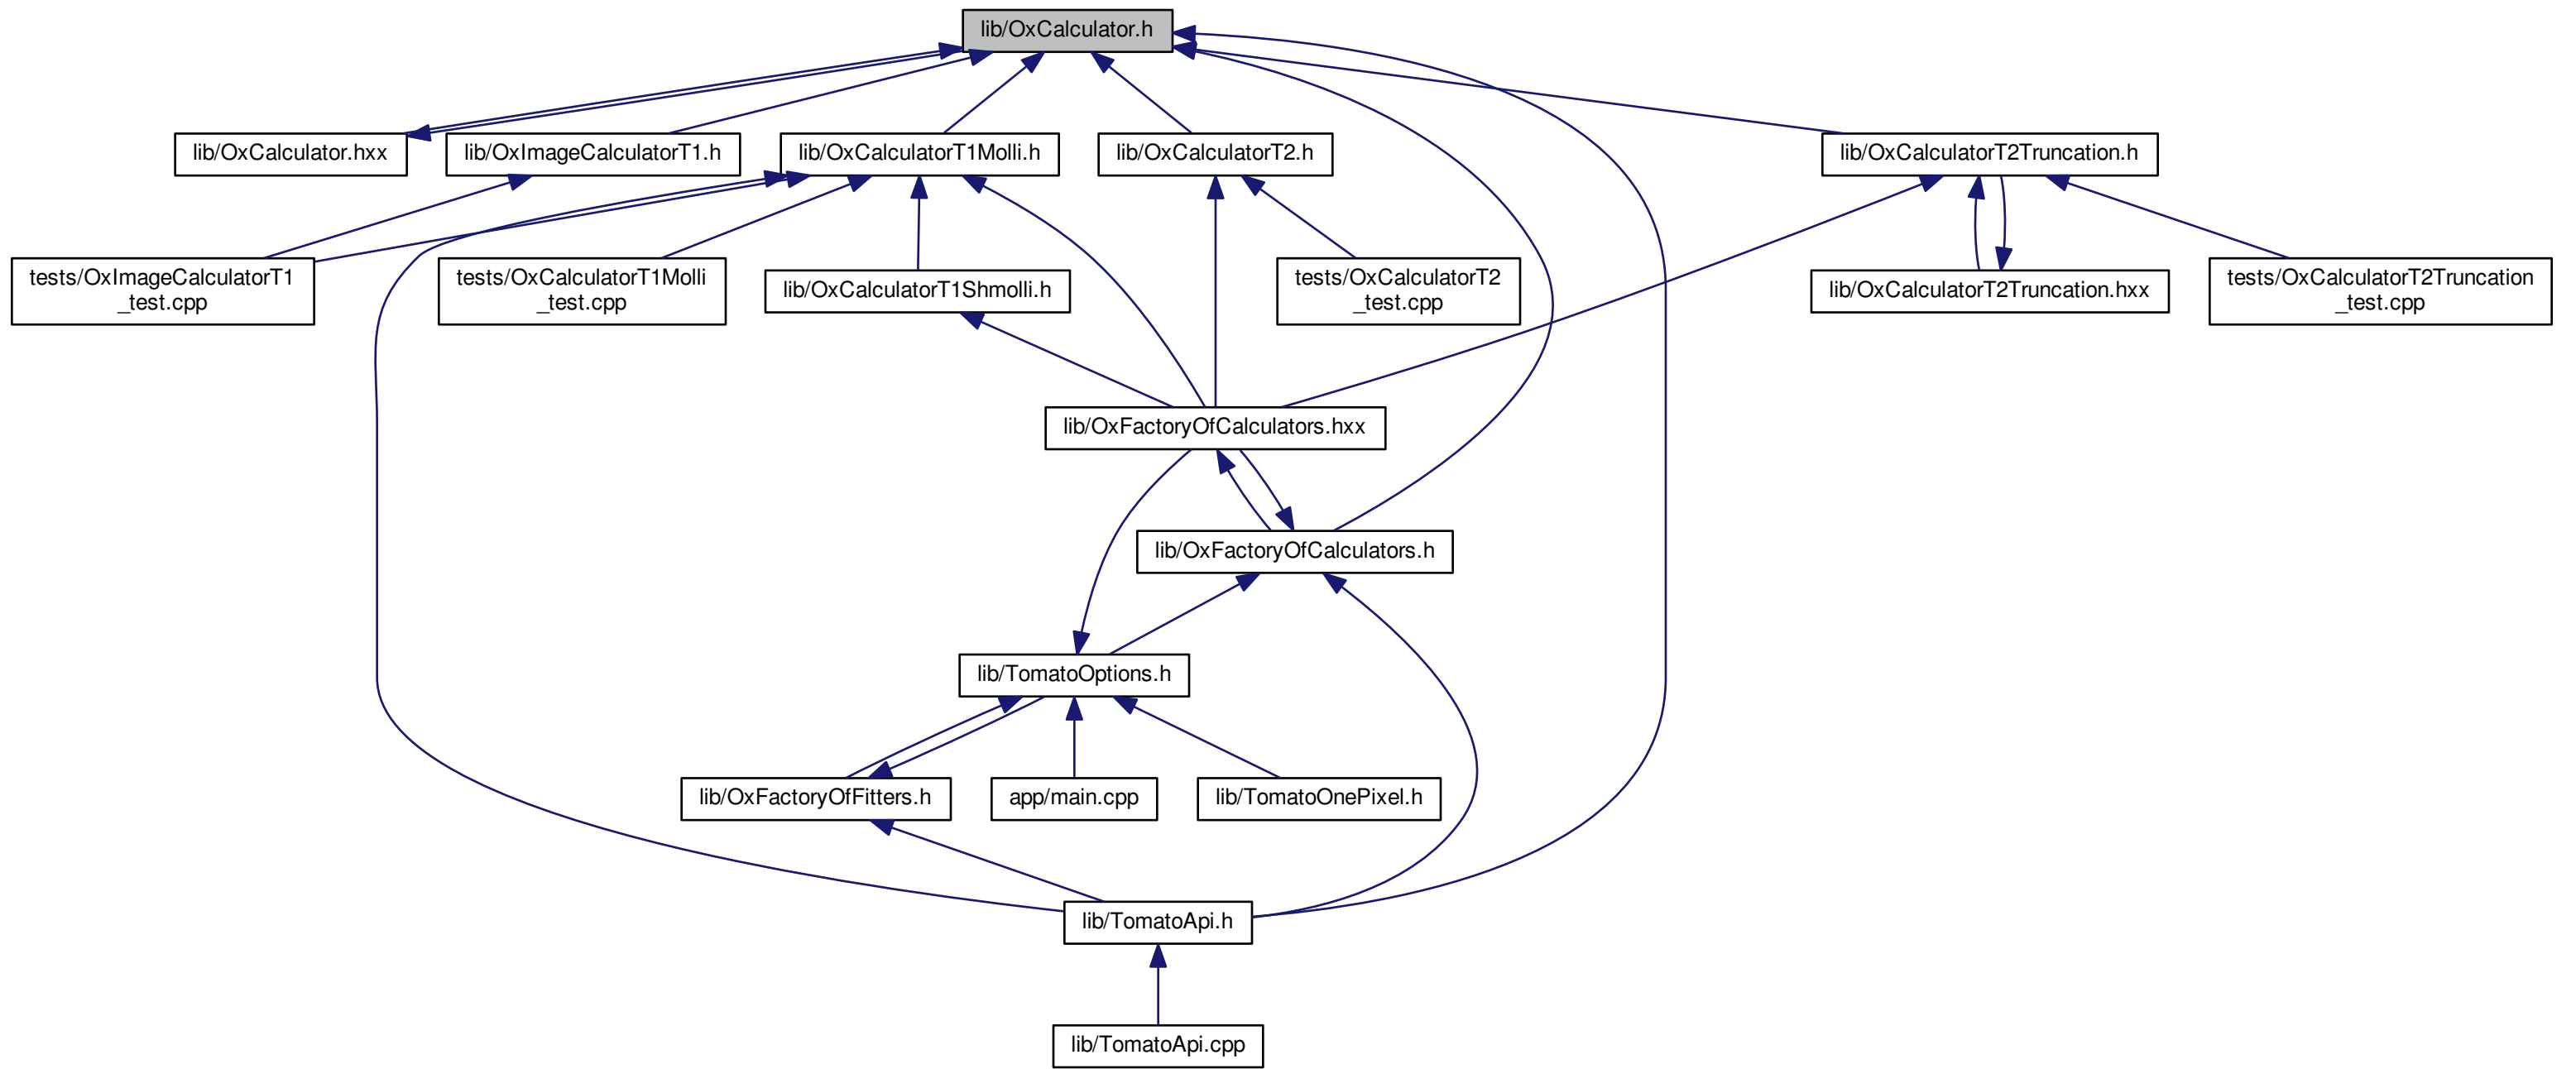 lib/OxCalculator.h
lib/OxCalculator.hxx
lib/OxImageCalculatorT1.h
lib/OxCalculatorT1Molli.h
lib/OxCalculatorT2.h
lib/OxCalculatorT2Truncation.h
tests/OxImageCalculatorT1
_test.cpp
tests/OxCalculatorT1Molli
_test.cpp
lib/OxCalculatorT1Shmolli.h
tests/OxCalculatorT2
_test.cpp
lib/OxCalculatorT2Truncation.hxx
tests/OxCalculatorT2Truncation
_test.cpp
lib/OxFactoryOfCalculators.hxx
lib/OxFactoryOfCalculators.h
lib/TomatoOptions.h
lib/OxFactoryOfFitters.h
app/main.cpp
lib/TomatoOnePixel.h
lib/TomatoApi.h
lib/TomatoApi.cpp